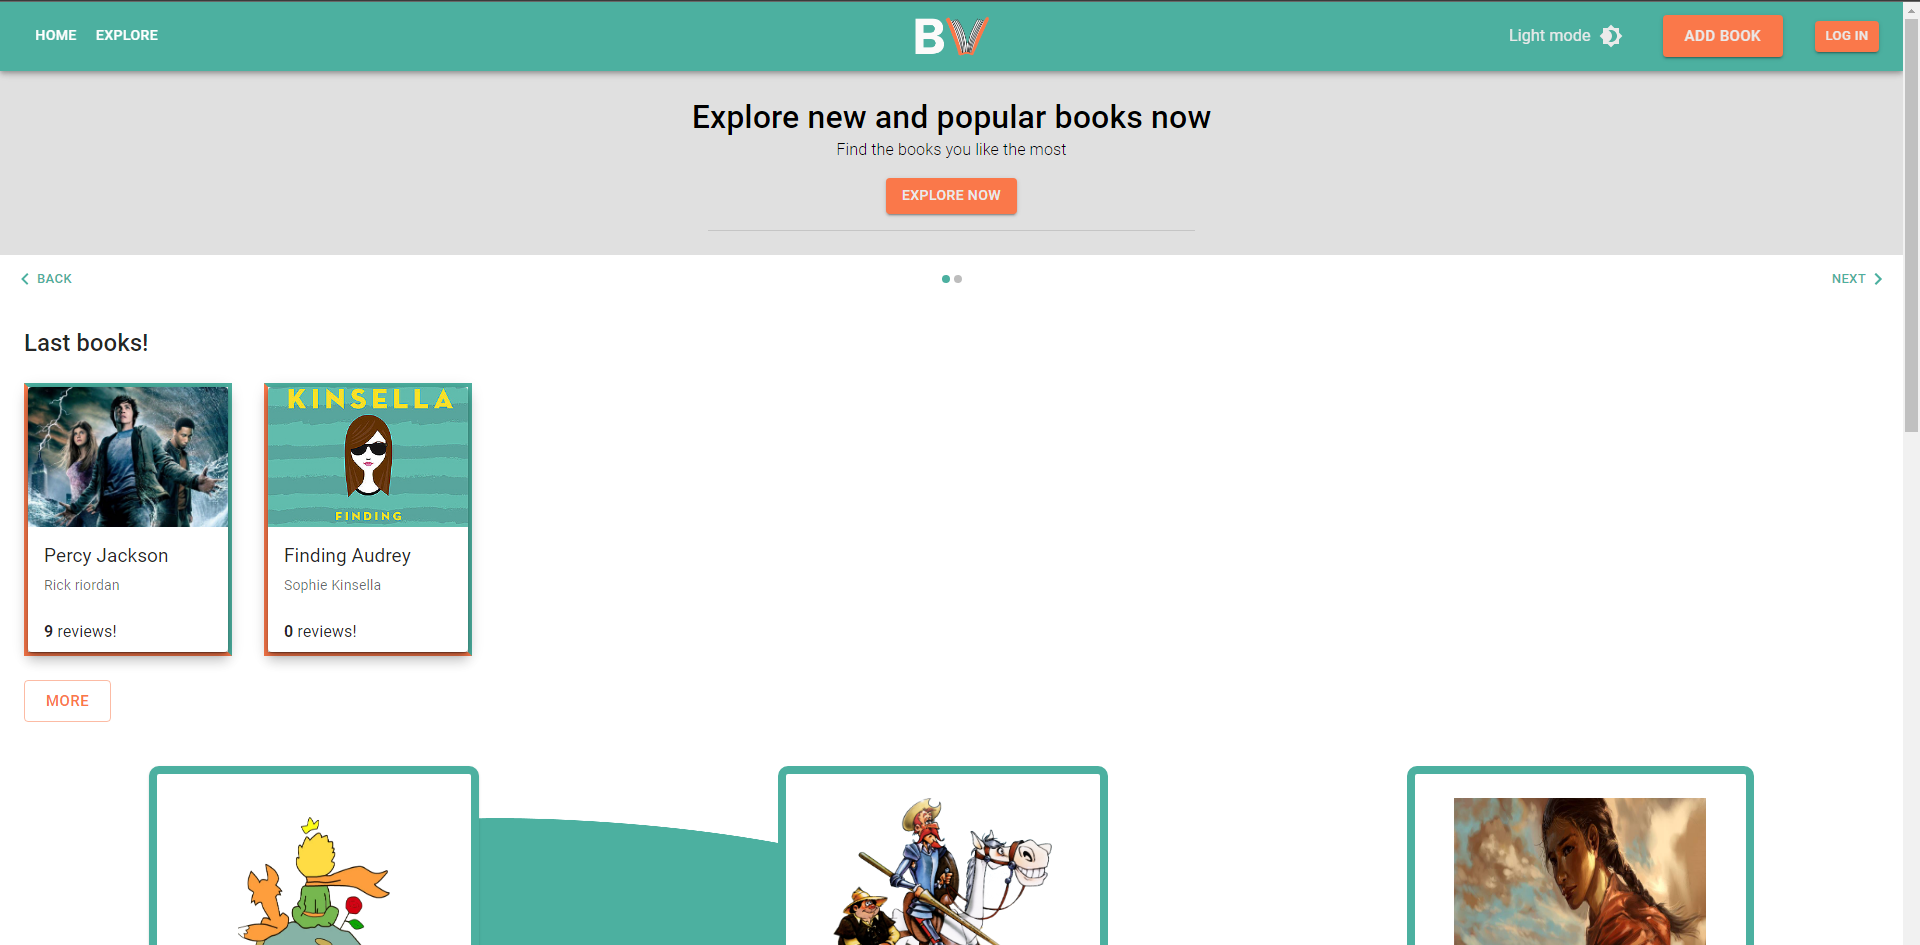 HOME EXPLORE BV Light mode ADD BOOK LOG IN
Explore new and popular books now
Find the books you like the most
EXPLORE NOW
BACK NEXT
Last books!
KINSELLA
FINDING
Percy Jackson
Rick riordan
9 reviews!
Finding Audrey
Sophie Kinsella
0 reviews!
MORE